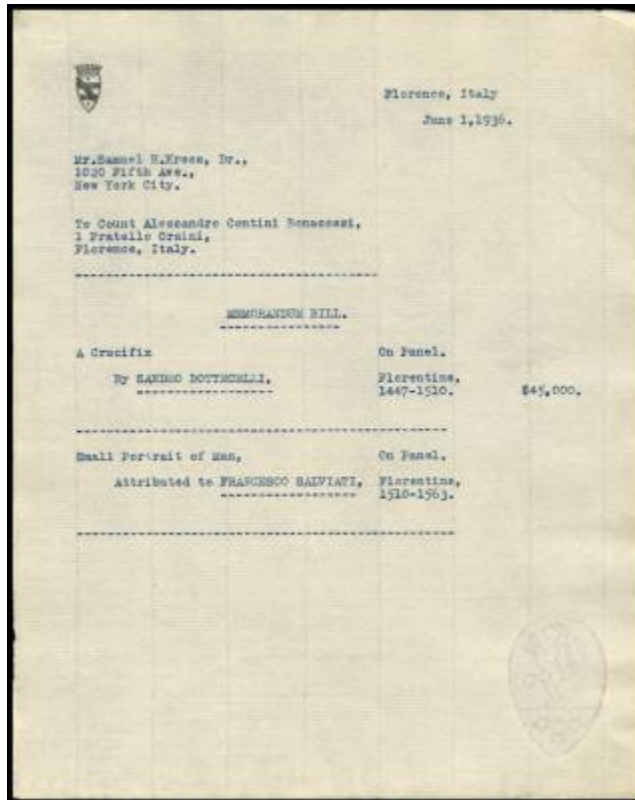 Florence, Italy
June 1,1936.
Mr.Samuel H.Kress, Dr.,
1020 Fifth Ave.,
New York City.
To Count Alessandro Contini Bonacossi,
1 Fratello Orsini,
Florence, Italy.
MEMORANDUM BILL.
A Crucifix On Panel.
By SANDRO BOTTICELLI, Florentine,
1447-1510. $45,000.
Small Portrait of Man, On Panel.
Attributed to FRANCESCO SALVIATI, Florentine,
1510-1563.